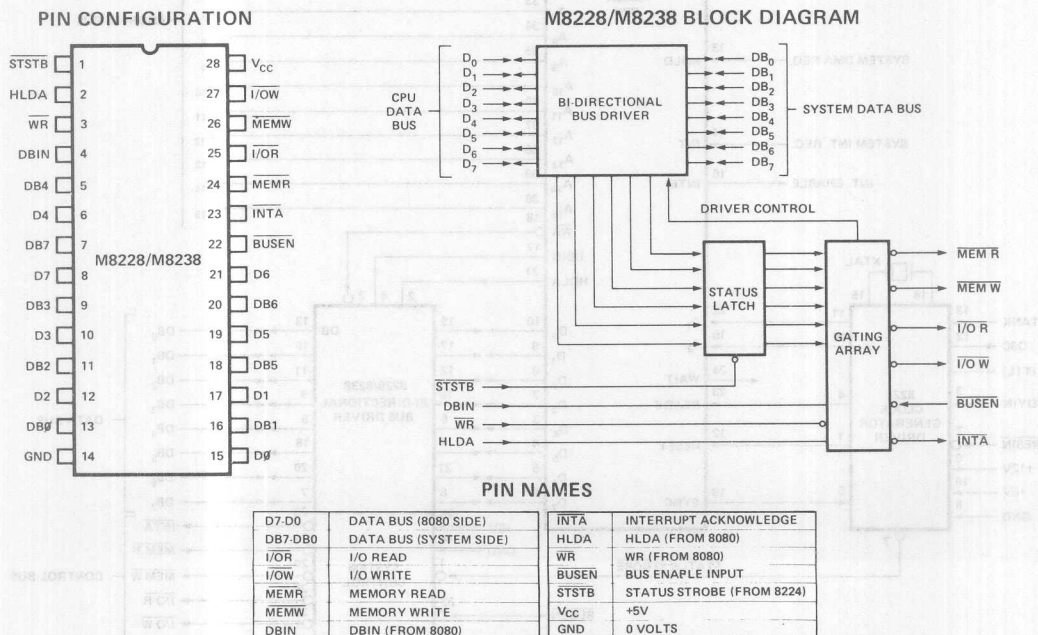 PIN CONFIGURATION
STSTB 1
HLDA 2
WR 3
DBIN 4
DB4 5
D4 6
DB7 7
D7 8
DB3 9
D3 10
DB2 11
D2 12
DBØ 13
GND 14
M8228/M8238
28 VCC
27 I/OW
26 MEMW
25 I/OR
24 MEMR
23 INTA
22 BUSEN
21 D6
20 DB6
19 D5
18 DB5
17 D1
16 DB1
15 DØ
M8228/M8238 BLOCK DIAGRAM
CPU
DATA
BUS
D0
D1
D2
D3
D4
D5
D6
D7
BI-DIRECTIONAL
BUS DRIVER
DB0
DB1
DB2
DB3
DB4
DB5
DB6
DB7
SYSTEM DATA BUS
DRIVER CONTROL
STATUS
LATCH
GATING
ARRAY
MEM R
MEM W
I/O R
I/O W
BUSEN
INTA
STSTB
DBIN
WR
HLDA
PIN NAMES
D7-D0 DATA BUS (8080 SIDE)
DB7-DB0 DATA BUS (SYSTEM SIDE)
I/OR I/O READ
I/OW I/O WRITE
MEMR MEMORY READ
MEMW MEMORY WRITE
DBIN DBIN (FROM 8080)
INTA INTERRUPT ACKNOWLEDGE
HLDA HLDA (FROM 8080)
WR WR (FROM 8080)
BUSEN BUS ENAPLE INPUT
STSTB STATUS STROBE (FROM 8224)
VCC +5V
GND 0 VOLTS